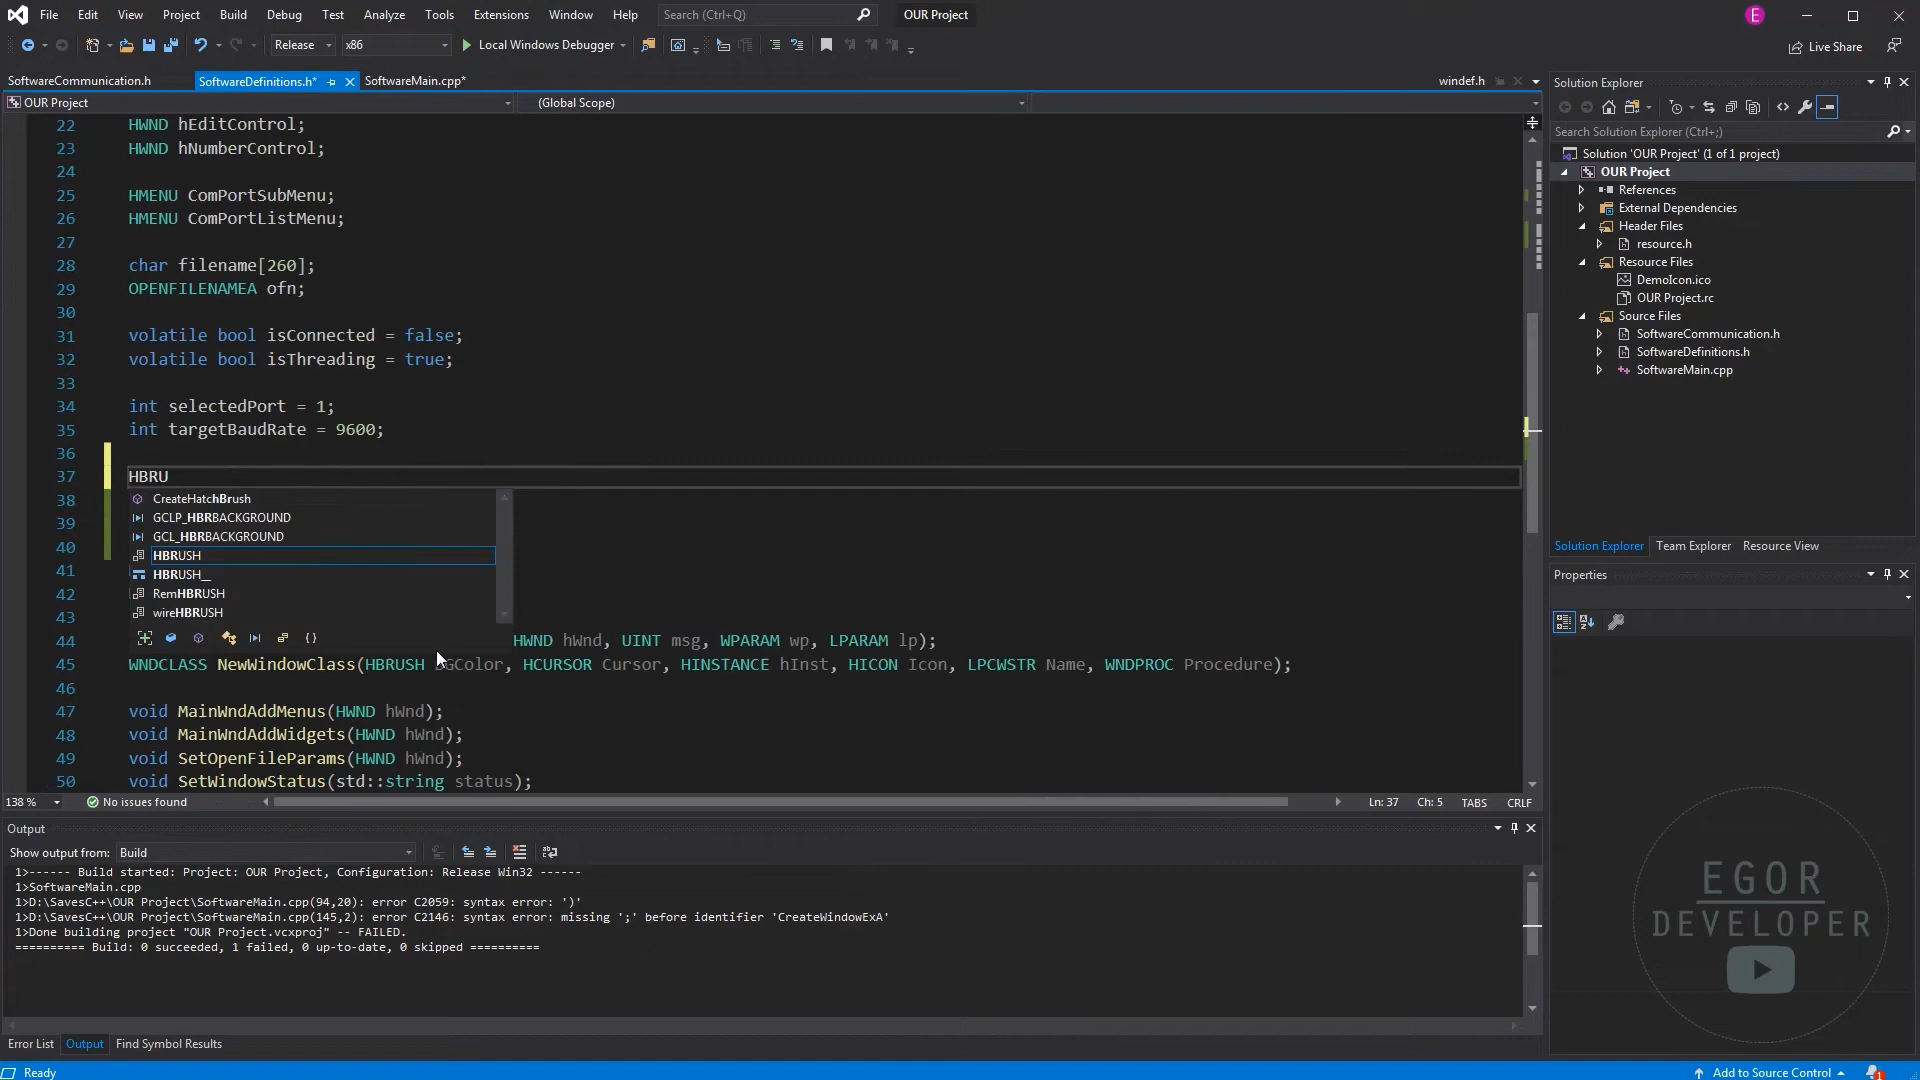 File Edit View Project Build Debug Test Analyze Tools Extensions Window Help Search (Ctrl+Q) OUR Project E
Release x86 Local Windows Debugger Live Share
SoftwareCommunication.h SoftwareDefinitions.h* SoftwareMain.cpp* windef.h
OUR Project (Global Scope)
22 HWND hEditControl;
23 HWND hNumberControl;
24
25 HMENU ComPortSubMenu;
26 HMENU ComPortListMenu;
27
28 char filename[260];
29 OPENFILENAMEA ofn;
30
31 volatile bool isConnected = false;
32 volatile bool isThreading = true;
33
34 int selectedPort = 1;
35 int targetBaudRate = 9600;
36
37 HBRU
38 CreateHatchBrush
GCLP_HBRBACKGROUND
39 GCL_HBRBACKGROUND
40 HBRUSH
41 HBRUSH__
42 RemHBRUSH
43 wireHBRUSH
44 HWND hWnd, UINT msg, WPARAM wp, LPARAM lp);
45 WNDCLASS NewWindowClass(HBRUSH GColor, HCURSOR Cursor, HINSTANCE hInst, HICON Icon, LPCWSTR Name, WNDPROC Procedure);
46
47 void MainWndAddMenus(HWND hWnd);
48 void MainWndAddWidgets(HWND hWnd);
49 void SetOpenFileParams(HWND hWnd);
50 void SetWindowStatus(std::string status);
138 % No issues found Ln: 37 Ch: 5 TABS CRLF
Output
Show output from: Build
1>------ Build started: Project: OUR Project, Configuration: Release Win32 ------
1>SoftwareMain.cpp
1>D:\SavesC++\OUR Project\SoftwareMain.cpp(94,20): error C2059: syntax error: ')'
1>D:\SavesC++\OUR Project\SoftwareMain.cpp(145,2): error C2146: syntax error: missing ';' before identifier 'CreateWindowExA'
1>Done building project "OUR Project.vcxproj" -- FAILED.
========== Build: 0 succeeded, 1 failed, 0 up-to-date, 0 skipped ==========
Error List Output Find Symbol Results
Solution Explorer
Search Solution Explorer (Ctrl+;)
Solution 'OUR Project' (1 of 1 project)
OUR Project
References
External Dependencies
Header Files
resource.h
Resource Files
DemoIcon.ico
OUR Project.rc
Source Files
SoftwareCommunication.h
SoftwareDefinitions.h
SoftwareMain.cpp
Solution Explorer Team Explorer Resource View
Properties
EGOR
DEVELOPER
Ready Add to Source Control 1